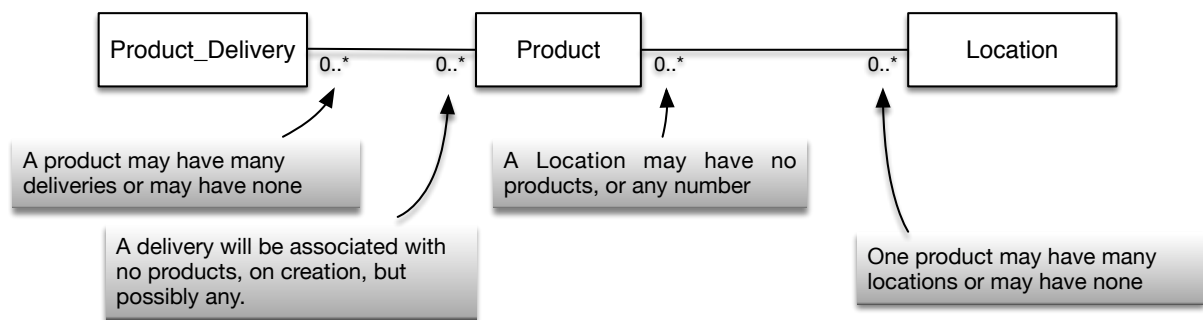 Product_Delivery
Product
Location
0..*
0..*
0..*
0..*
A product may have many
deliveries or may have none
A Location may have no
products, or any number
A delivery will be associated with
no products, on creation, but
possibly any.
One product may have many
locations or may have none